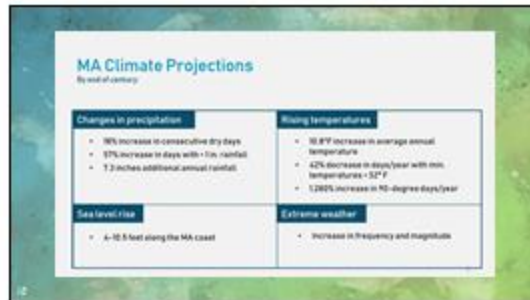 MA Climate Projections
By end of century
Changes in precipitation
• 18% increase in consecutive dry days
• 57% increase in days with > 1 in. rainfall
• 7.3 inches additional annual rainfall
Rising temperatures
• 10.8°F increase in average annual
temperature
• 42% decrease in days/year with min.
temperatures < 32° F
• 1,280% increase in 90-degree days/year
Sea level rise
• 4-10.5 feet along the MA coast
Extreme weather
• Increase in frequency and magnitude